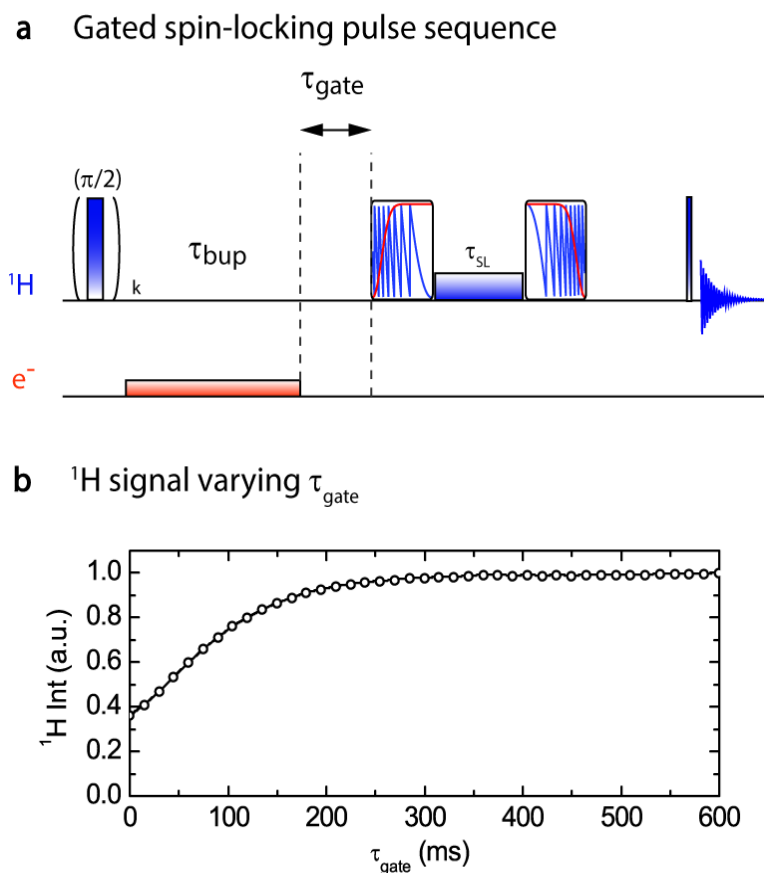 a Gated spin-locking pulse sequence
τgate
(π/2)
k
τbup
τSL
¹H
e⁻
b ¹H signal varying τgate
¹H Int (a.u.)
1.0
0.8
0.6
0.4
0.2
0.0
0 100 200 300 400 500 600
τgate (ms)